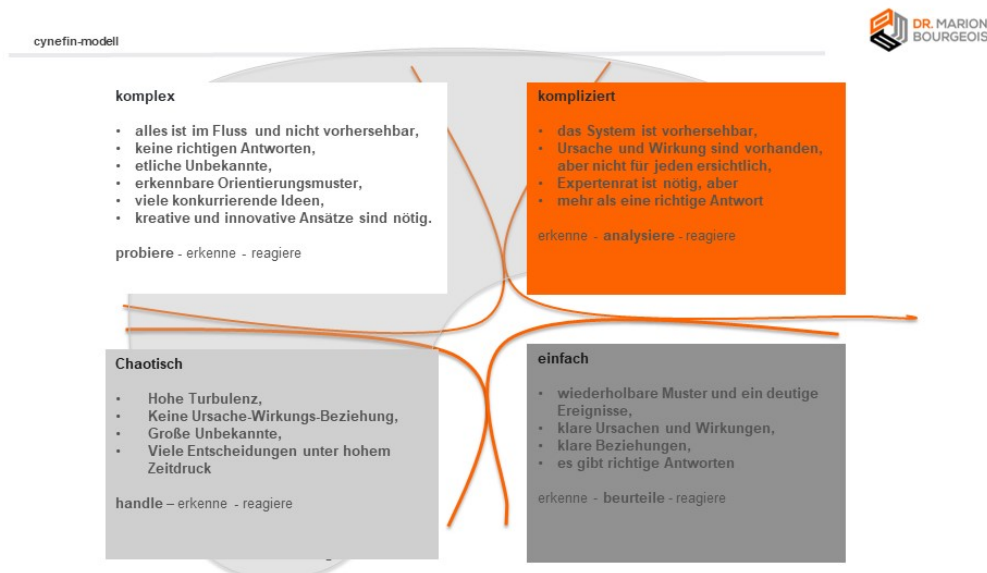 cynefin-modell
DR. MARION
BOURGEOIS
komplex
• alles ist im Fluss und nicht vorhersehbar,
• keine richtigen Antworten,
• etliche Unbekannte,
• erkennbare Orientierungsmuster,
• viele konkurrierende Ideen,
• kreative und innovative Ansätze sind nötig.
probiere - erkenne - reagiere
kompliziert
• das System ist vorhersehbar,
• Ursache und Wirkung sind vorhanden,
aber nicht für jeden ersichtlich,
• Expertenrat ist nötig, aber
• mehr als eine richtige Antwort
erkenne - analysiere - reagiere
Chaotisch
• Hohe Turbulenz,
• Keine Ursache-Wirkungs-Beziehung,
• Große Unbekannte,
• Viele Entscheidungen unter hohem
Zeitdruck
handle – erkenne - reagiere
einfach
• wiederholbare Muster und ein deutige
Ereignisse,
• klare Ursachen und Wirkungen,
• klare Beziehungen,
• es gibt richtige Antworten
erkenne - beurteile - reagiere